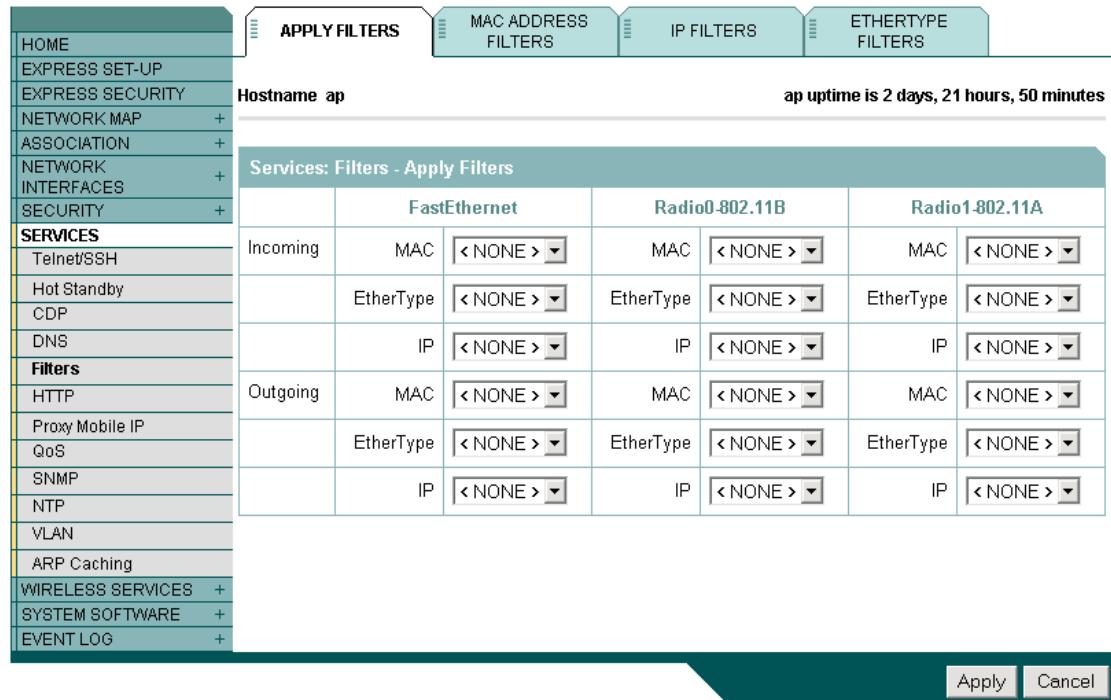 APPLY FILTERS
MAC ADDRESS
FILTERS
IP FILTERS
ETHERTYPE
FILTERS
HOME
EXPRESS SET-UP
EXPRESS SECURITY
NETWORK MAP +
ASSOCIATION +
NETWORK
INTERFACES +
SECURITY +
SERVICES
Telnet/SSH
Hot Standby
CDP
DNS
Filters
HTTP
Proxy Mobile IP
QoS
SNMP
NTP
VLAN
ARP Caching
WIRELESS SERVICES +
SYSTEM SOFTWARE +
EVENT LOG +
Hostname ap
ap uptime is 2 days, 21 hours, 50 minutes
Services: Filters - Apply Filters
FastEthernet Radio0-802.11B Radio1-802.11A
Incoming MAC < NONE > MAC < NONE > MAC < NONE >
EtherType < NONE > EtherType < NONE > EtherType < NONE >
IP < NONE > IP < NONE > IP < NONE >
Outgoing MAC < NONE > MAC < NONE > MAC < NONE >
EtherType < NONE > EtherType < NONE > EtherType < NONE >
IP < NONE > IP < NONE > IP < NONE >
Apply Cancel